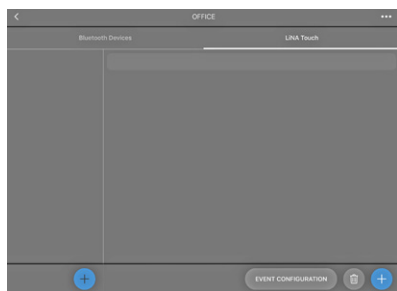 OFFICE
Bluetooth Devices
LiNA Touch
EVENT CONFIGURATION